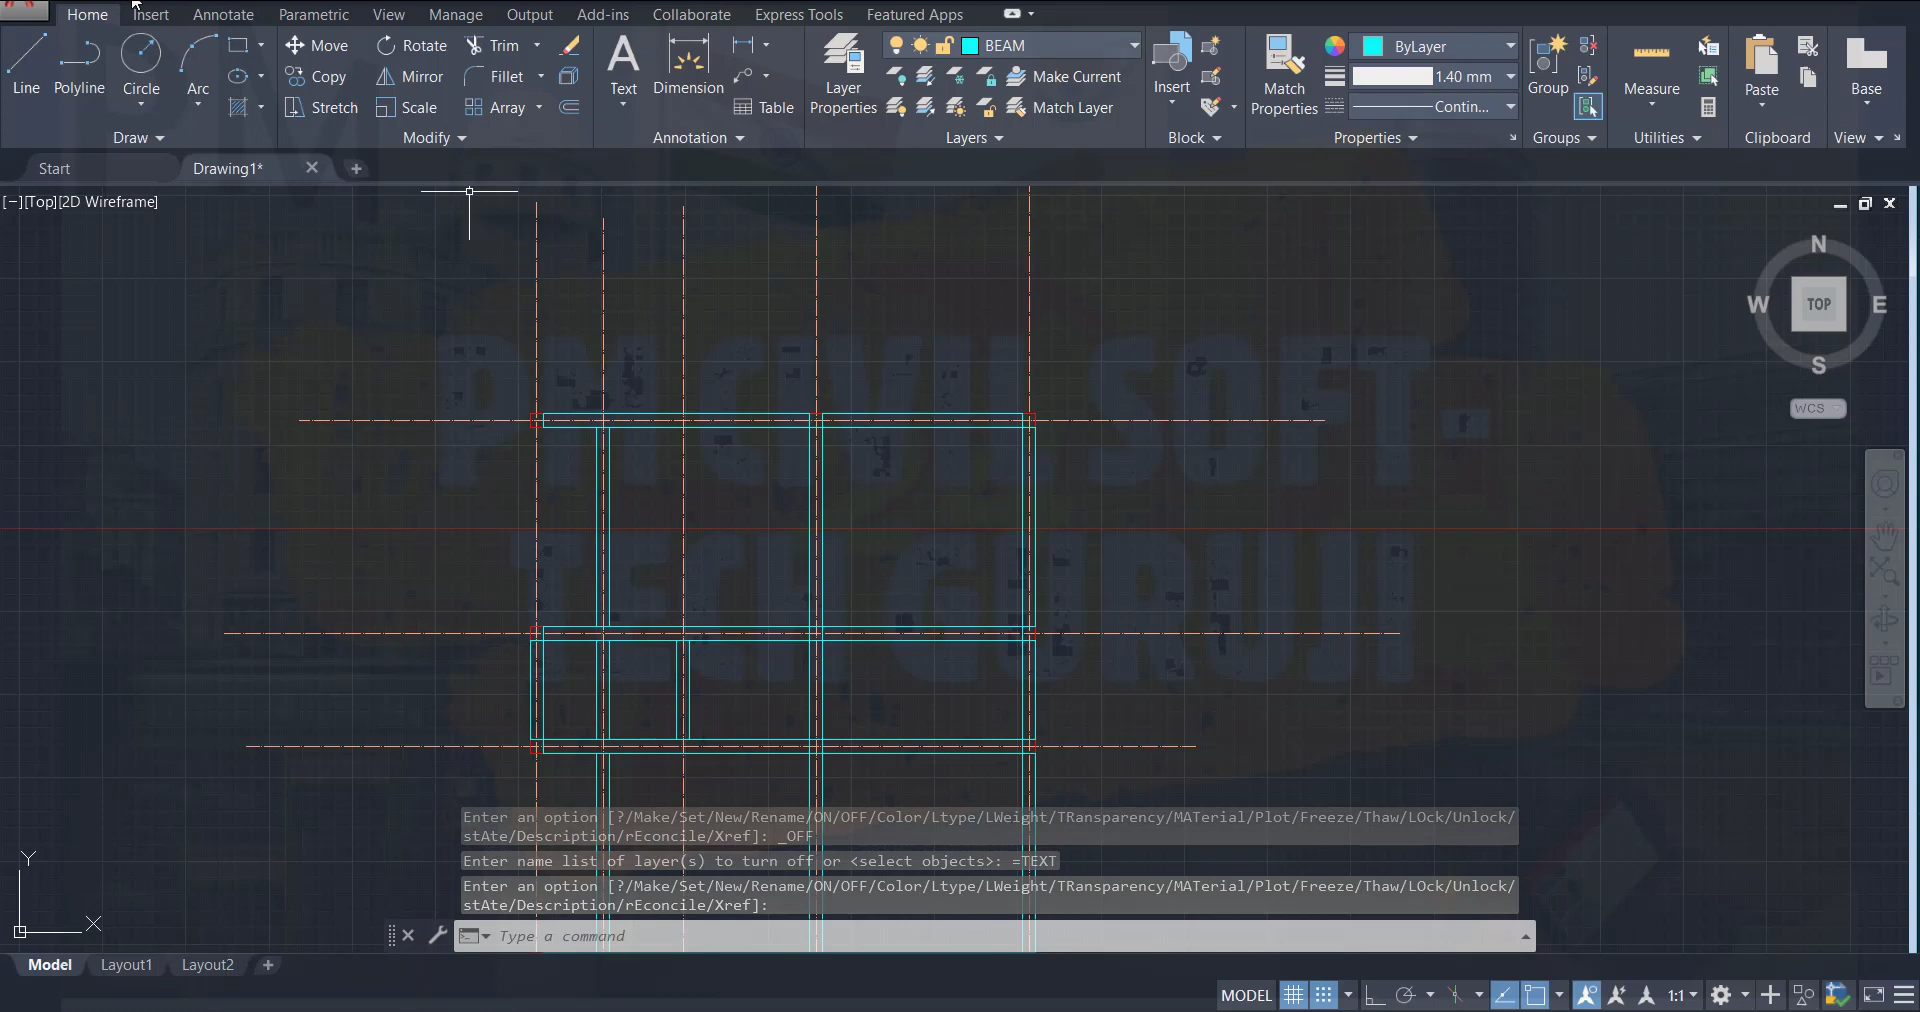 Home Insert Annotate Parametric View Manage Output Add-ins Collaborate Express Tools Featured Apps
Line Polyline Circle Arc
Move Rotate Trim
Copy Mirror Fillet
Stretch Scale Array
Text Dimension Table
Layer Properties
BEAM
Make Current
Match Layer
Insert
Match Properties
ByLayer
1.40 mm
Contin...
Group
Measure
Paste
Base
Draw Modify Annotation Layers Block Properties Groups Utilities Clipboard View
Start Drawing1*
[−][Top][2D Wireframe]
N
W TOP E
S
WCS
PM CIVIL SOFT-
TECH GURUJI
Enter an option [?/Make/Set/New/Rename/ON/OFF/Color/Ltype/LWeight/TRansparency/MATerial/Plot/Freeze/Thaw/LOck/Unlock/
stAte/Description/rEconcile/Xref]: _OFF
Enter name list of layer(s) to turn off or <select objects>: =TEXT
Enter an option [?/Make/Set/New/Rename/ON/OFF/Color/Ltype/LWeight/TRansparency/MATerial/Plot/Freeze/Thaw/LOck/Unlock/
stAte/Description/rEconcile/Xref]:
Y
X
Type a command
Model Layout1 Layout2
MODEL 1:1